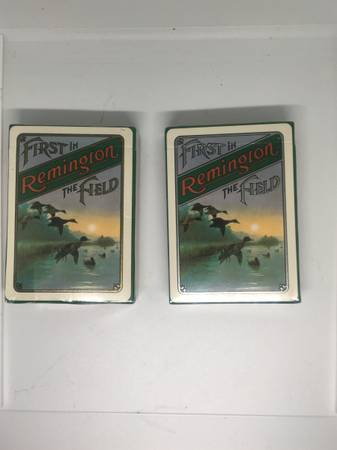 FIRST IN
Remington
THE FIELD
FIRST IN
Remington
THE FIELD